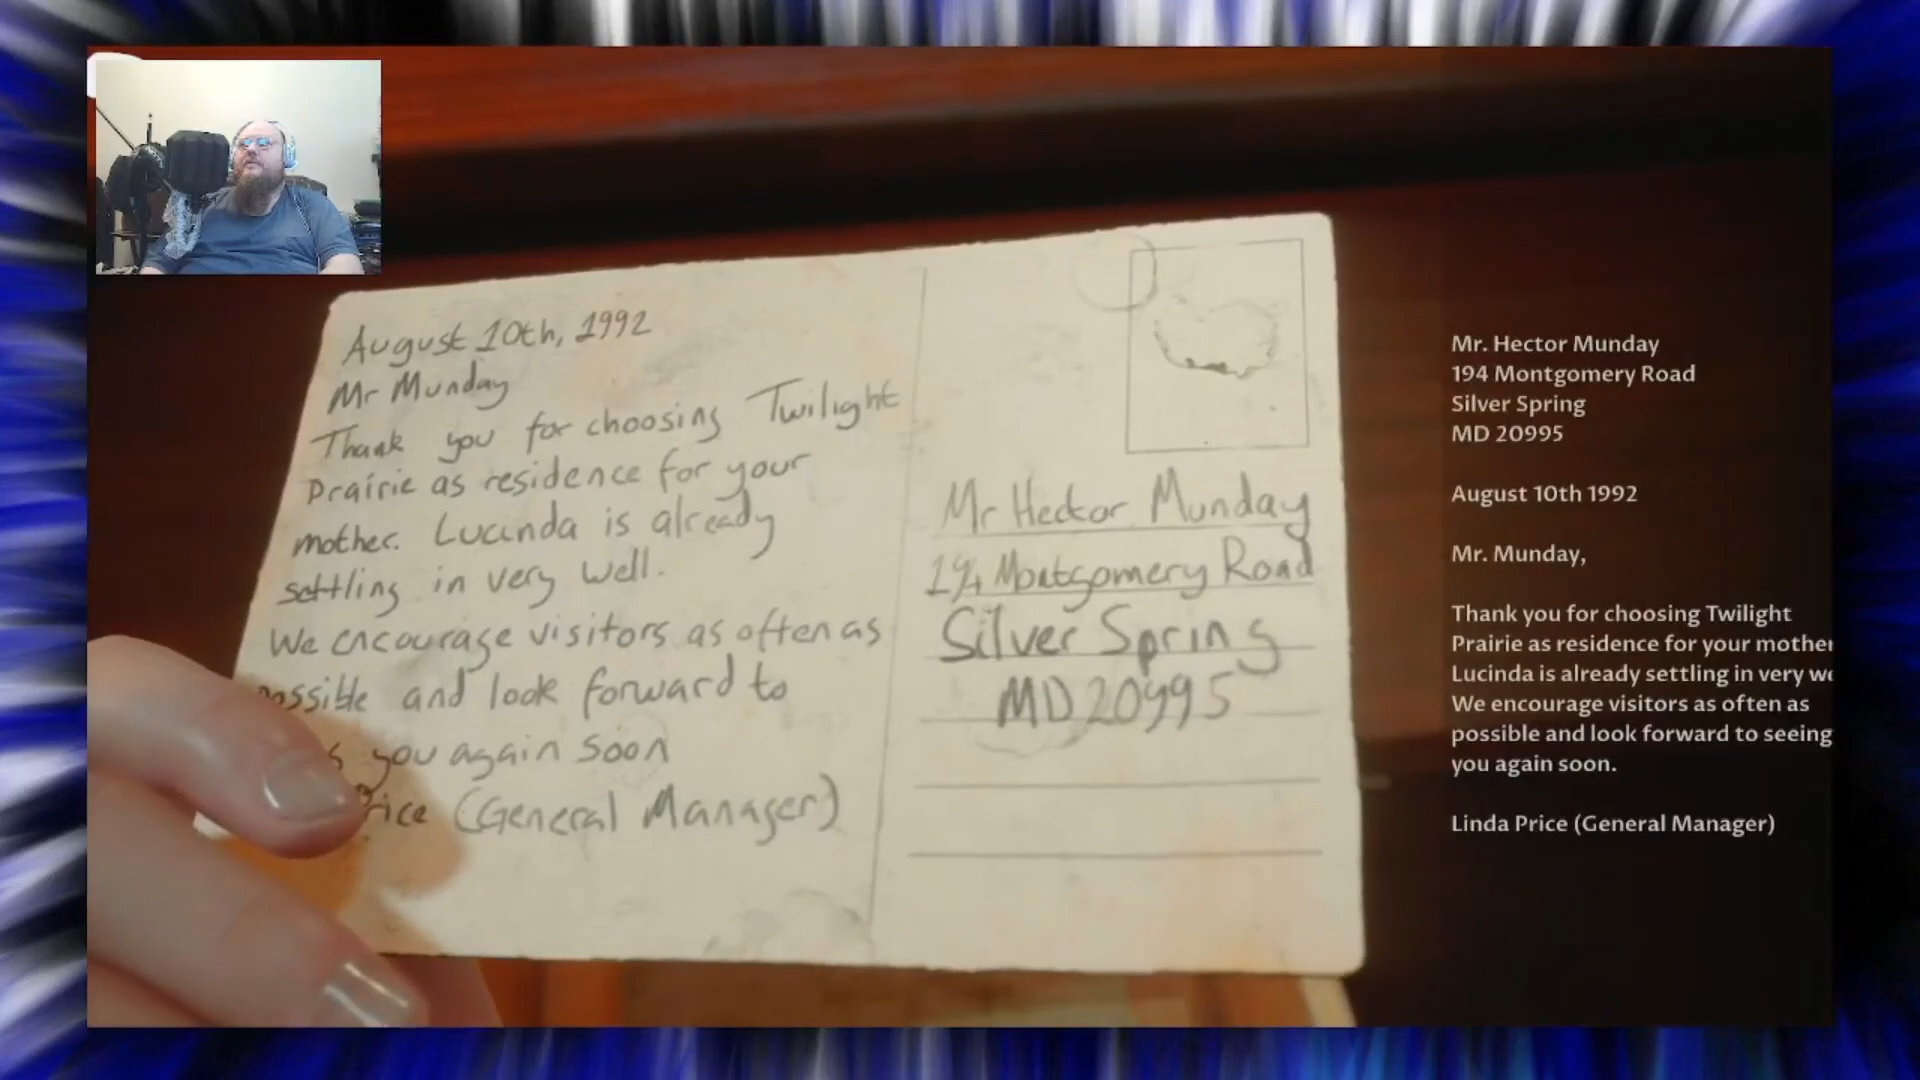 August 10th, 1992
Mr Munday
Thank you for choosing Twilight
Prairie as residence for your
mother. Lucinda is already
settling in very well.
We encourage visitors as often as
possible and look forward to
you again soon
Price (General Manager)
Mr Hector Munday
194 Montgomery Road
Silver Spring
MD 20995
Mr. Hector Munday
194 Montgomery Road
Silver Spring
MD 20995
August 10th 1992
Mr. Munday,
Thank you for choosing Twilight
Prairie as residence for your mother
Lucinda is already settling in very we
We encourage visitors as often as
possible and look forward to seeing
you again soon.
Linda Price (General Manager)